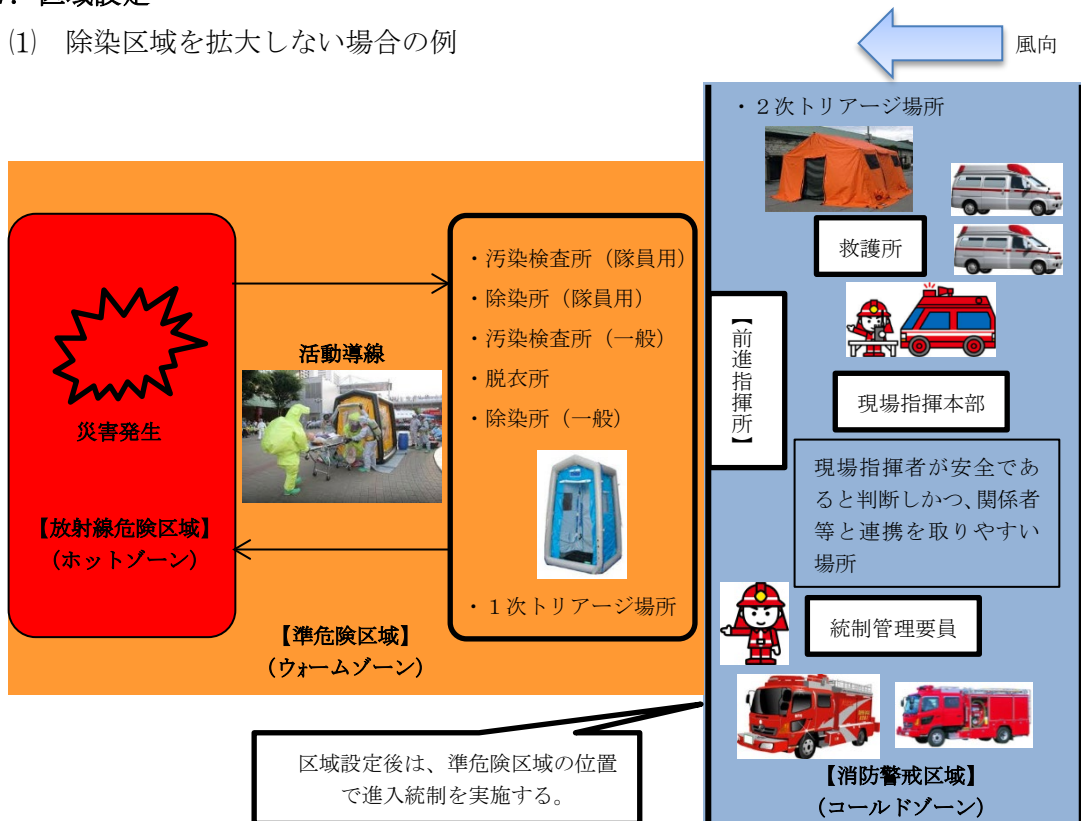 区域設定
⑴ 除染区域を拡大しない場合の例
風向
・２次トリアージ場所
救護所
【前進指揮所】
現場指揮本部
現場指揮者が安全であ
ると判断しかつ、関係者
等と連携を取りやすい
場所
統制管理要員
【消防警戒区域】
（コールドゾーン）
・汚染検査所（隊員用）
・除染所（隊員用）
・汚染検査所（一般）
・脱衣所
・除染所（一般）
・１次トリアージ場所
活動導線
災害発生
【放射線危険区域】
（ホットゾーン）
【準危険区域】
（ウォームゾーン）
区域設定後は、準危険区域の位置
で進入統制を実施する。